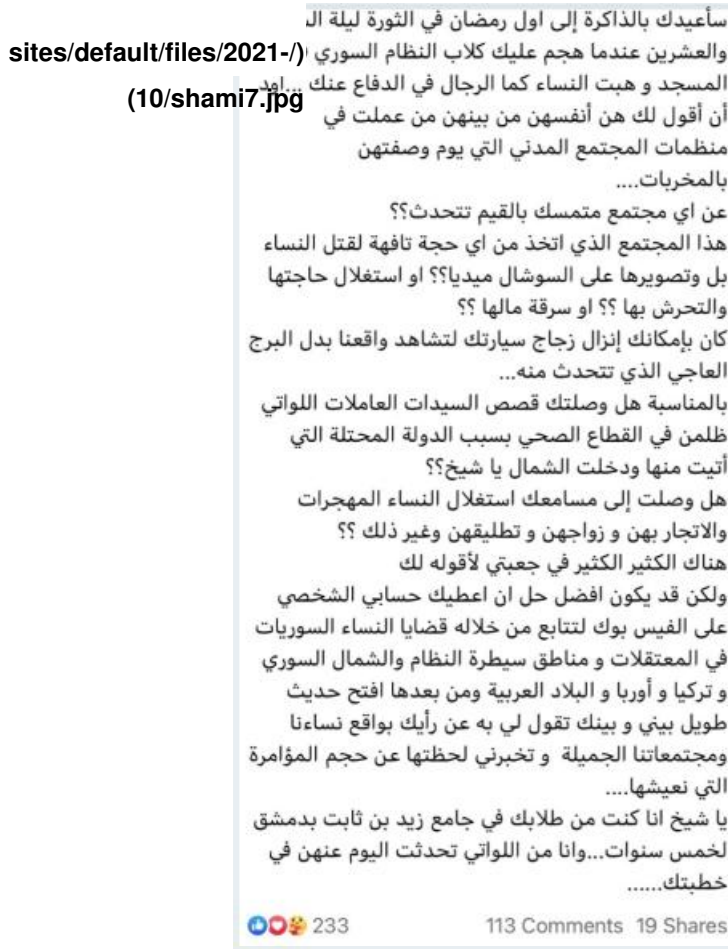 سأعيدك بالذاكرة إلى اول رمضان في الثورة ليلة
والعشرين عندما هجم عليك كلاب النظام السوري
المسجد و هبت النساء كما الرجال في الدفاع عنك ...اود
أن أقول لك هن أنفسهن من بينهن من عملت في
منظمات المجتمع المدني التي يوم وصفتهن
بالمخربات....
عن اي مجتمع متمسك بالقيم تتحدث؟؟
هذا المجتمع الذي اتخذ من اي حجة تافهة لقتل النساء
بل وتصويرها على السوشال ميديا؟؟ او استغلال حاجتها
والتحرش بها ؟؟ او سرقة مالها ؟؟
كان بإمكانك إنزال زجاج سيارتك لتشاهد واقعنا بدل البرج
العاجي الذي تتحدث منه...
بالمناسبة هل وصلتك قصص السيدات العاملات اللواتي
ظلمن في القطاع الصحي بسبب الدولة المحتلة التي
أتيت منها ودخلت الشمال يا شيخ؟؟
هل وصلت إلى مسامعك استغلال النساء المهجرات
والاتجار بهن و زواجهن و تطليقهن وغير ذلك ؟؟
هناك الكثير الكثير في جعبتي لأقوله لك
ولكن قد يكون افضل حل ان اعطيك حسابي الشخصي
على الفيس بوك لتتابع من خلاله قضايا النساء السوريات
في المعتقلات و مناطق سيطرة النظام والشمال السوري
و تركيا و أوربا و البلاد العربية ومن بعدها افتح حديث
طويل بيني و بينك تقول لي به عن رأيك بواقع نساءنا
ومجتمعاتنا الجميلة و تخبرني لحظتها عن حجم المؤامرة
التي نعيشها....
يا شيخ انا كنت من طلابك في جامع زيد بن ثابت بدمشق
لخمس سنوات...وانا من اللواتي تحدثت اليوم عنهن في
خطبتك......
233 113 Comments 19 Shares
sites/default/files/2021-/)
(10/shami7.jpg